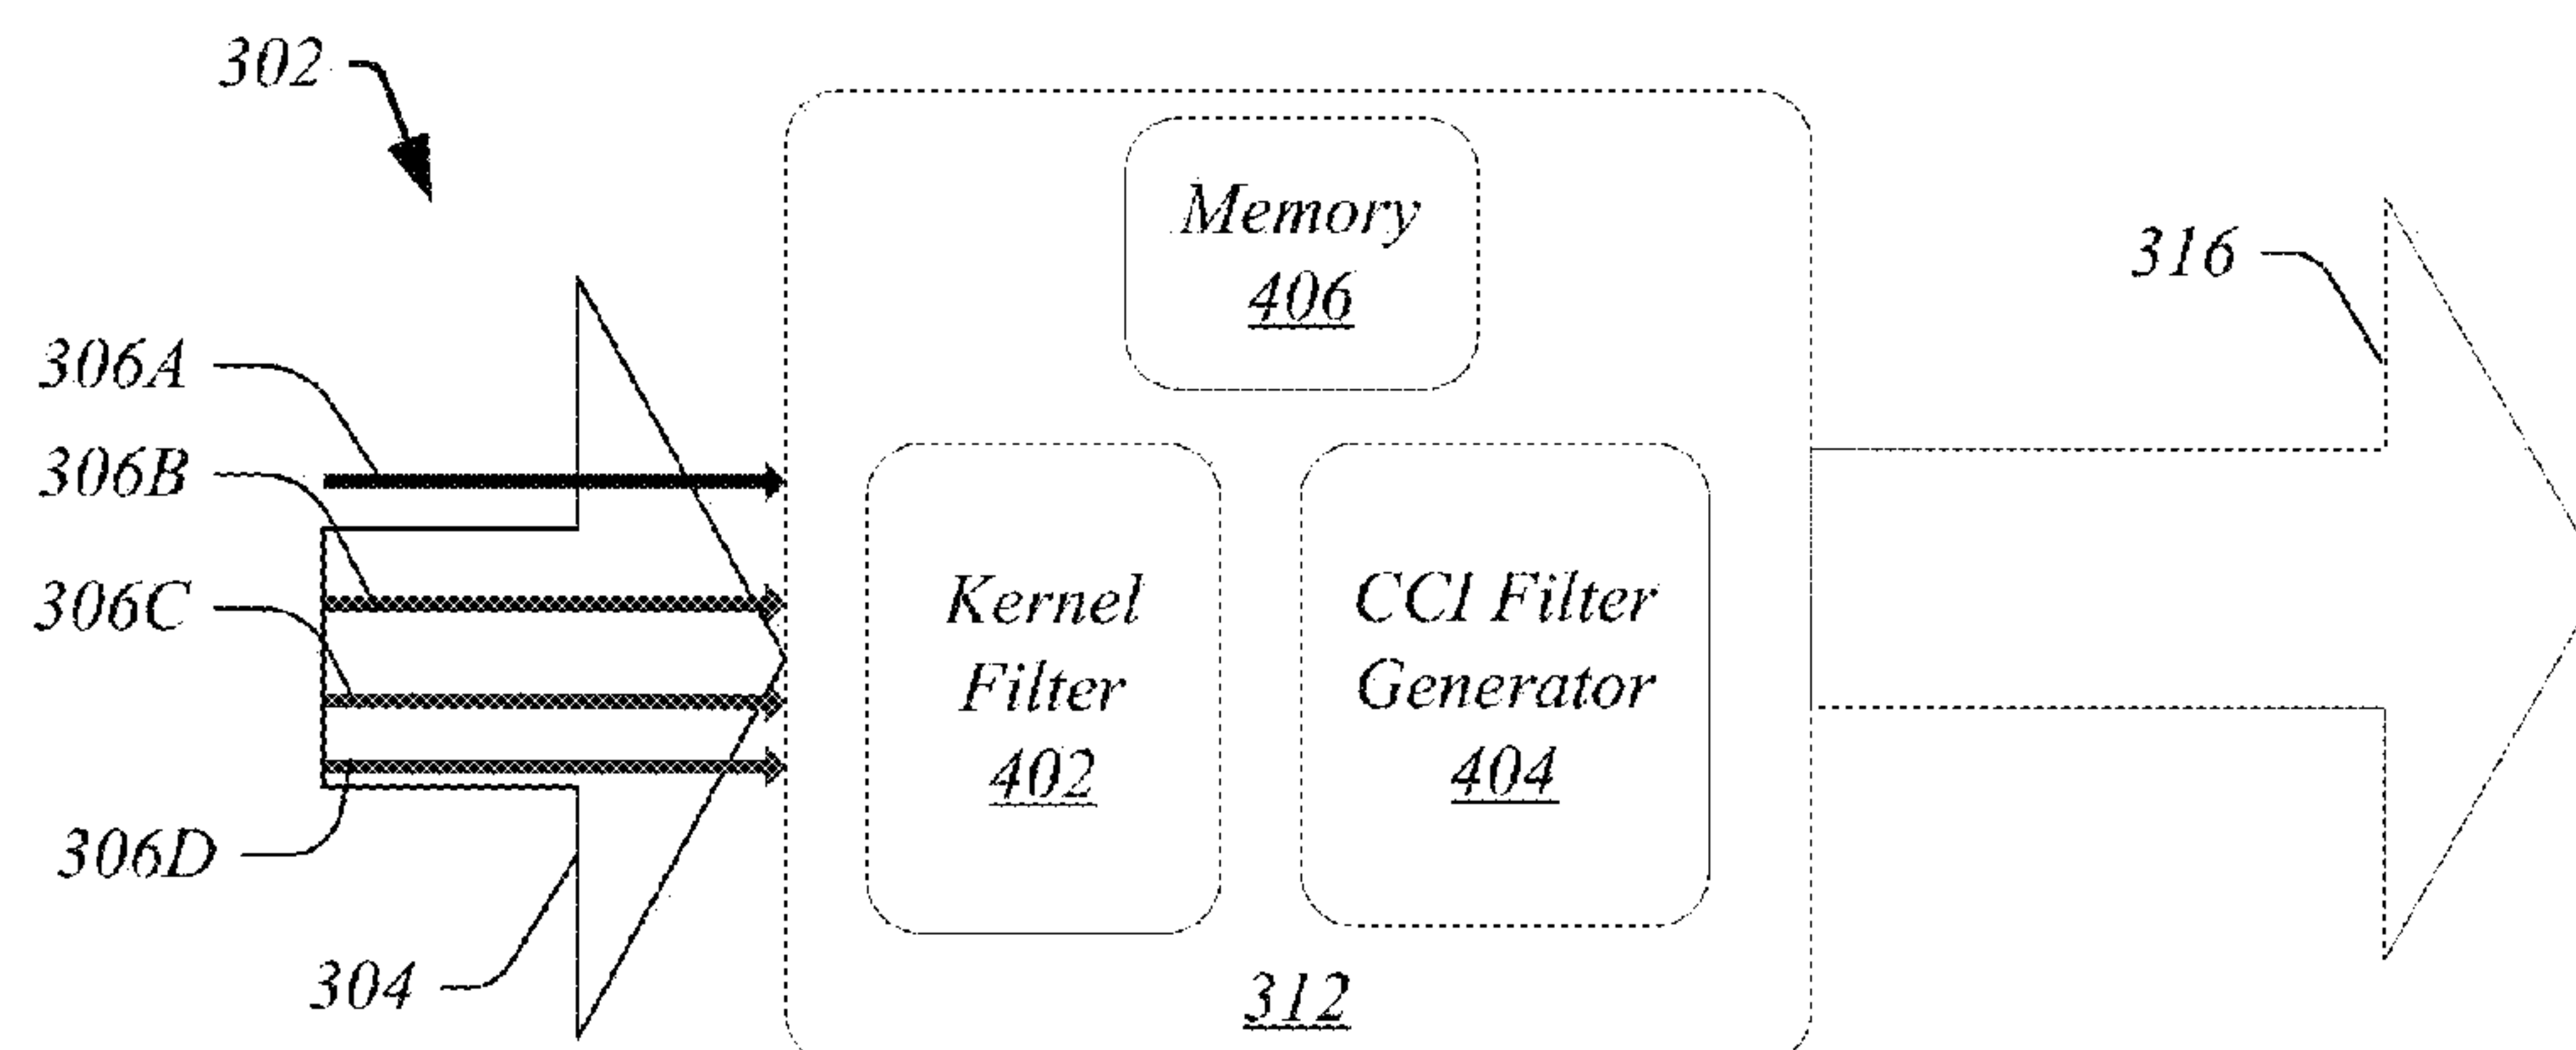 302
Memory
406
316
306A
306B
306C
306D
304
Kernel
Filter
402
CCI Filter
Generator
404
312